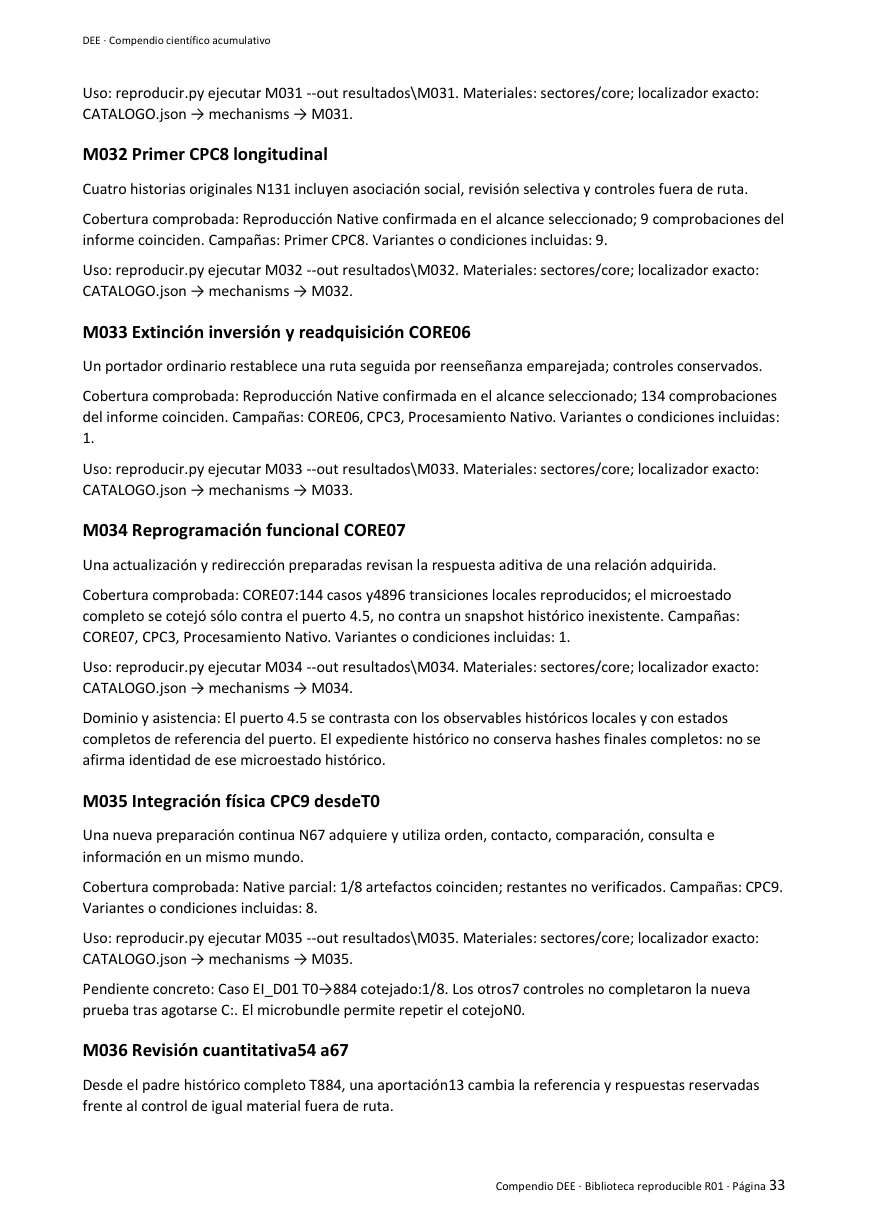 DEE · Compendio científico acumulativo
Uso: reproducir.py ejecutar M031 --out resultados\M031. Materiales: sectores/core; localizador exacto:
CATALOGO.json → mechanisms → M031.
M032 Primer CPC8 longitudinal
Cuatro historias originales N131 incluyen asociación social, revisión selectiva y controles fuera de ruta.
Cobertura comprobada: Reproducción Native confirmada en el alcance seleccionado; 9 comprobaciones del
informe coinciden. Campañas: Primer CPC8. Variantes o condiciones incluidas: 9.
Uso: reproducir.py ejecutar M032 --out resultados\M032. Materiales: sectores/core; localizador exacto:
CATALOGO.json → mechanisms → M032.
M033 Extinción inversión y readquisición CORE06
Un portador ordinario restablece una ruta seguida por reenseñanza emparejada; controles conservados.
Cobertura comprobada: Reproducción Native confirmada en el alcance seleccionado; 134 comprobaciones
del informe coinciden. Campañas: CORE06, CPC3, Procesamiento Nativo. Variantes o condiciones incluidas:
1.
Uso: reproducir.py ejecutar M033 --out resultados\M033. Materiales: sectores/core; localizador exacto:
CATALOGO.json → mechanisms → M033.
M034 Reprogramación funcional CORE07
Una actualización y redirección preparadas revisan la respuesta aditiva de una relación adquirida.
Cobertura comprobada: CORE07:144 casos y4896 transiciones locales reproducidos; el microestado
completo se cotejó sólo contra el puerto 4.5, no contra un snapshot histórico inexistente. Campañas:
CORE07, CPC3, Procesamiento Nativo. Variantes o condiciones incluidas: 1.
Uso: reproducir.py ejecutar M034 --out resultados\M034. Materiales: sectores/core; localizador exacto:
CATALOGO.json → mechanisms → M034.
Dominio y asistencia: El puerto 4.5 se contrasta con los observables históricos locales y con estados
completos de referencia del puerto. El expediente histórico no conserva hashes finales completos: no se
afirma identidad de ese microestado histórico.
M035 Integración física CPC9 desdeT0
Una nueva preparación continua N67 adquiere y utiliza orden, contacto, comparación, consulta e
información en un mismo mundo.
Cobertura comprobada: Native parcial: 1/8 artefactos coinciden; restantes no verificados. Campañas: CPC9.
Variantes o condiciones incluidas: 8.
Uso: reproducir.py ejecutar M035 --out resultados\M035. Materiales: sectores/core; localizador exacto:
CATALOGO.json → mechanisms → M035.
Pendiente concreto: Caso EI_D01 T0→884 cotejado:1/8. Los otros7 controles no completaron la nueva
prueba tras agotarse C:. El microbundle permite repetir el cotejoN0.
M036 Revisión cuantitativa54 a67
Desde el padre histórico completo T884, una aportación13 cambia la referencia y respuestas reservadas
frente al control de igual material fuera de ruta.
Compendio DEE · Biblioteca reproducible R01 · Página 33